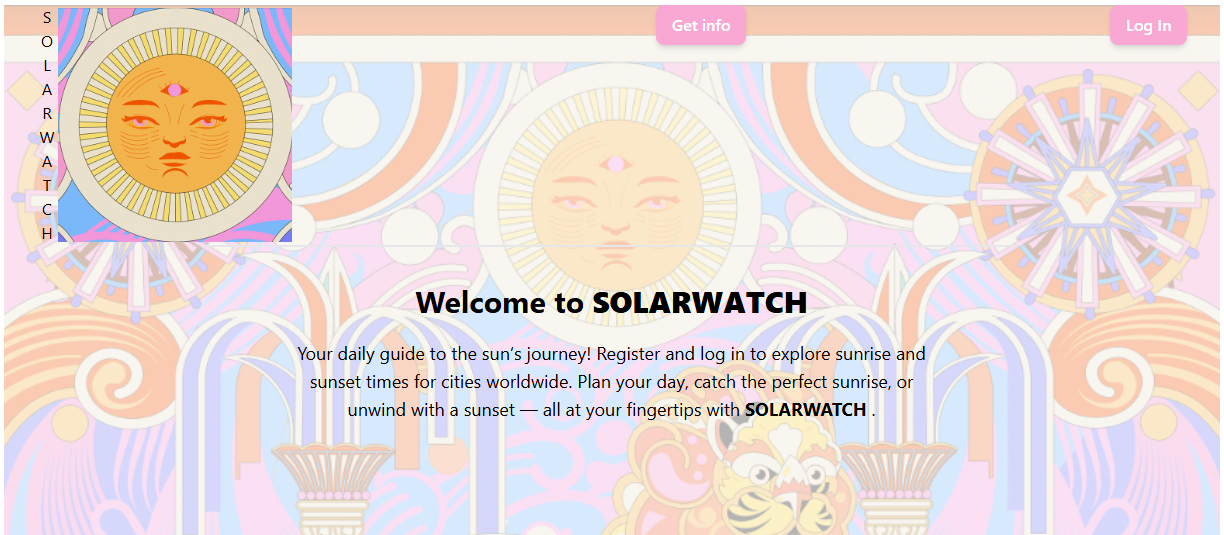 SOLARWATCH
Get info
Log In
Welcome to SOLARWATCH
Your daily guide to the sun's journey! Register and log in to explore sunrise and
sunset times for cities worldwide. Plan your day, catch the perfect sunrise, or
unwind with a sunset — all at your fingertips with SOLARWATCH .